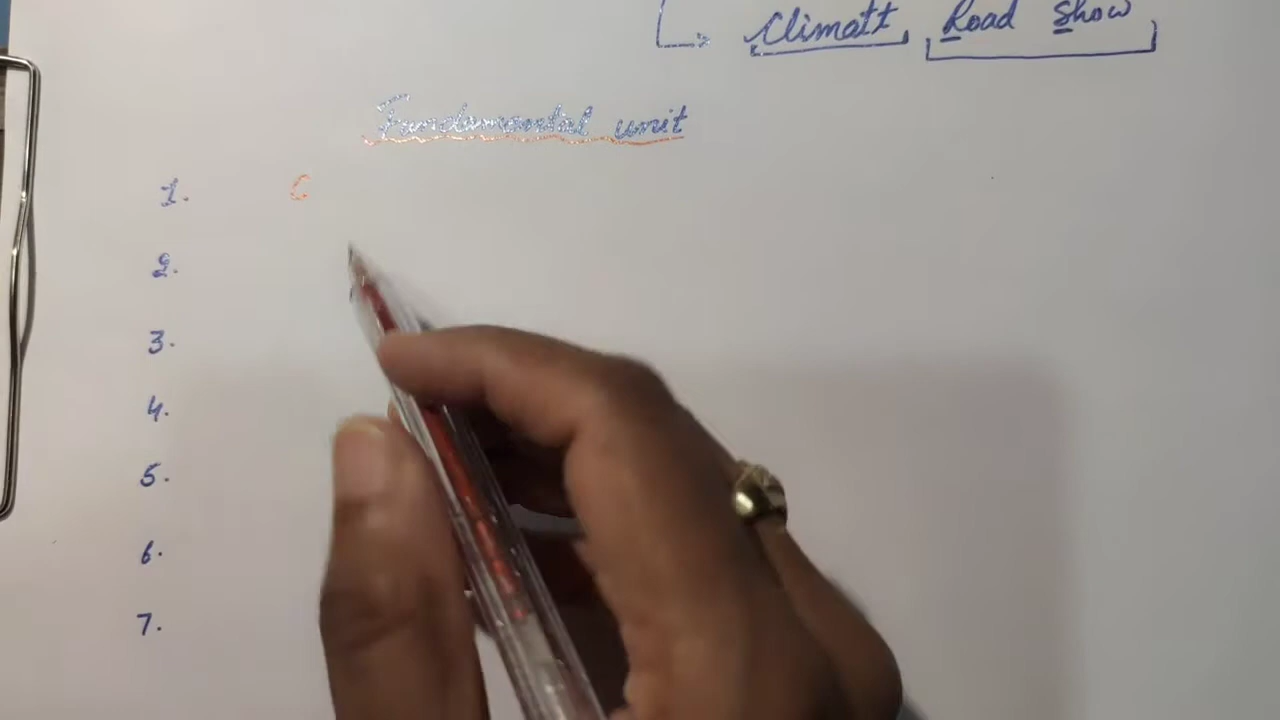 Climatt Road Show
Fundamental unit
1. C
2.
3.
4.
5.
6.
7.